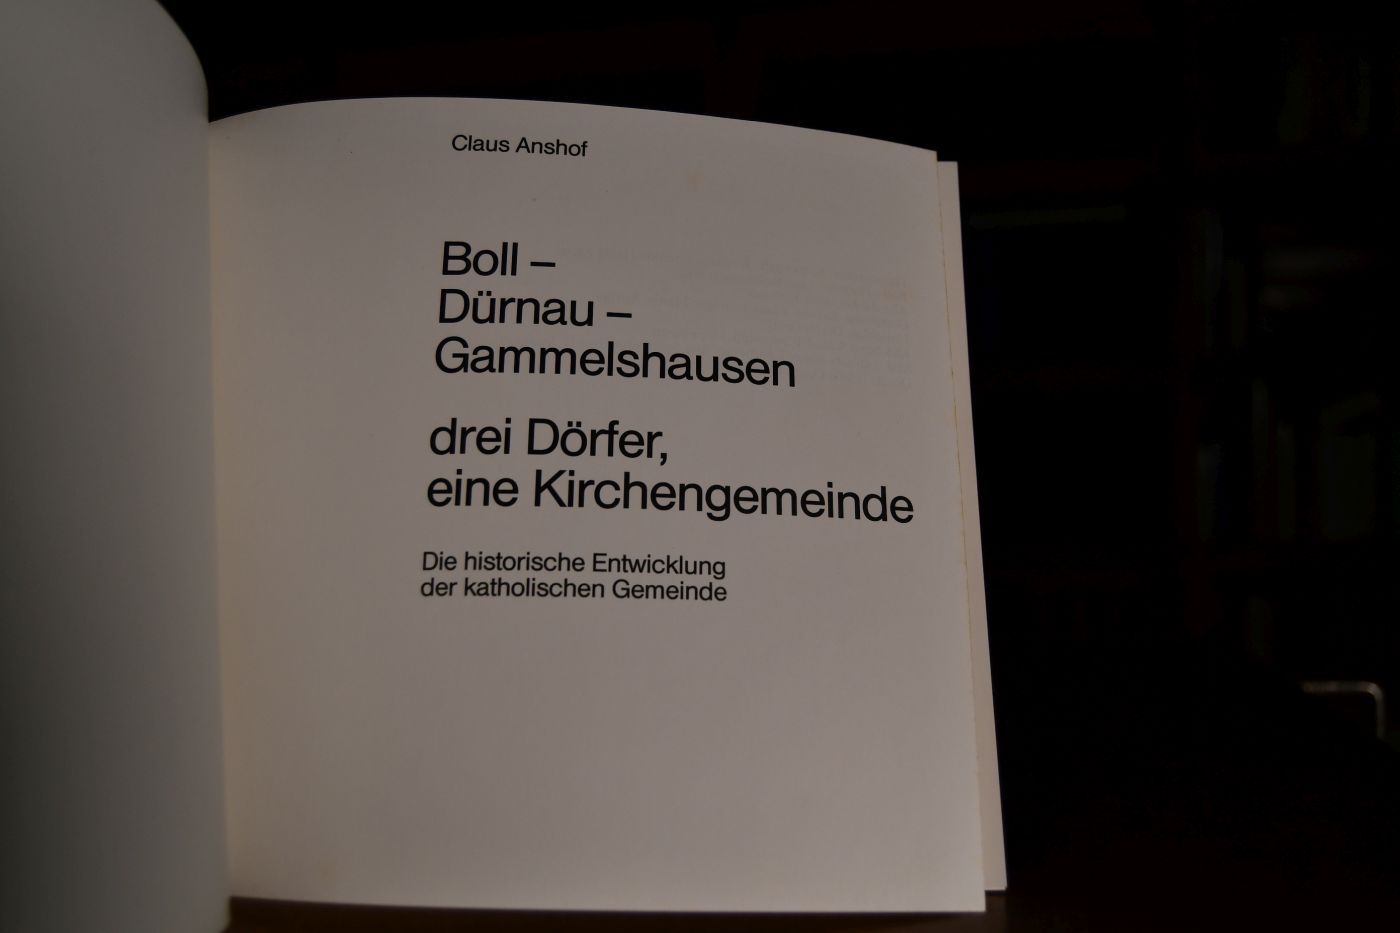 Claus Anshof
Boll –
Dürnau –
Gammelshausen
drei Dörfer,
eine Kirchengemeinde
Die historische Entwicklung
der katholischen Gemeinde